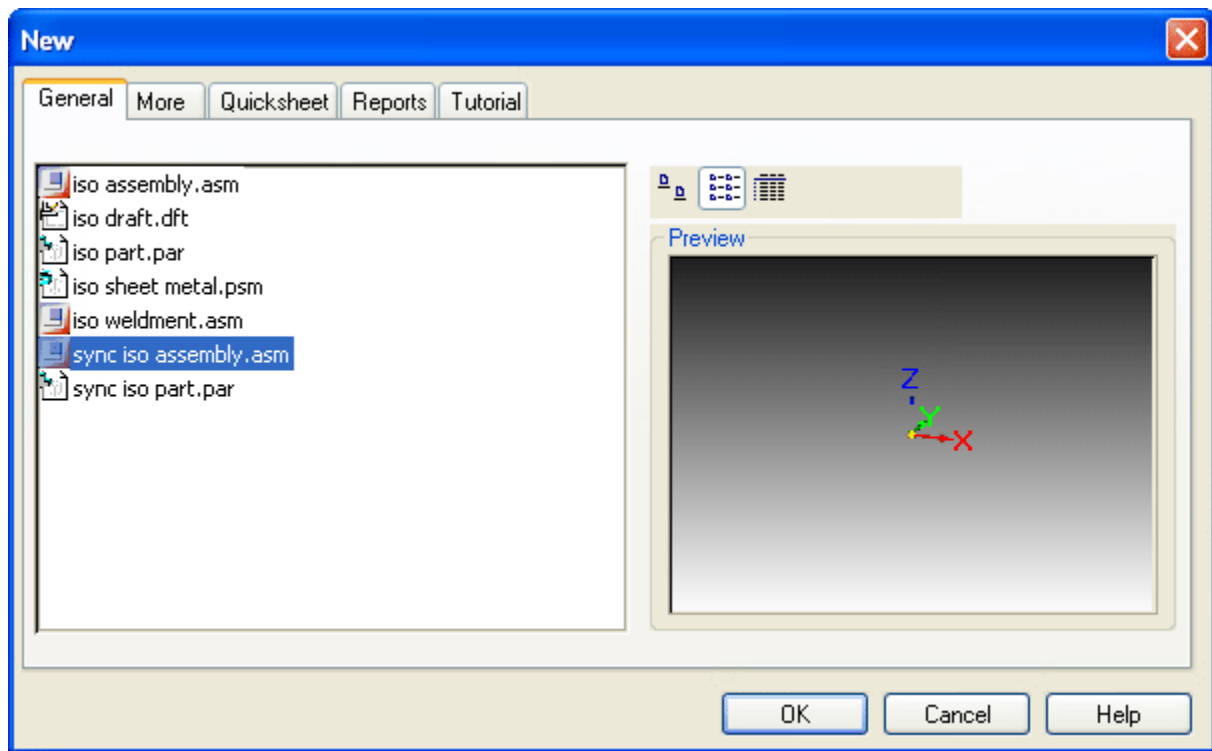 New
General More Quicksheet Reports Tutorial
iso assembly.asm
iso draft.dft
iso part.par
iso sheet metal.psm
iso weldment.asm
sync iso assembly.asm
sync iso part.par
Preview
Z
Y
X
OK Cancel Help